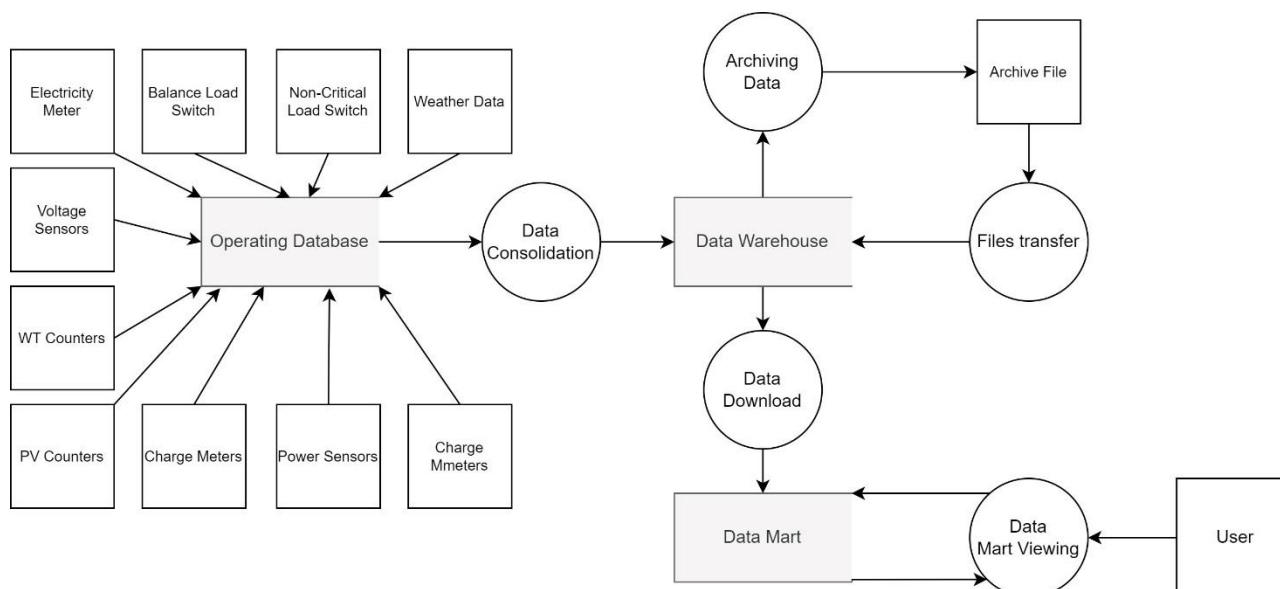 Electricity
Meter
Balance Load
Switch
Non-Critical
Load Switch
Weather Data
Archiving
Data
Archive File
Voltage
Sensors
Operating Database
Data
Consolidation
Data Warehouse
Files transfer
WT Counters
PV Counters
Charge Meters
Power Sensors
Charge
Mmeters
Data
Download
Data Mart
Data
Mart Viewing
User